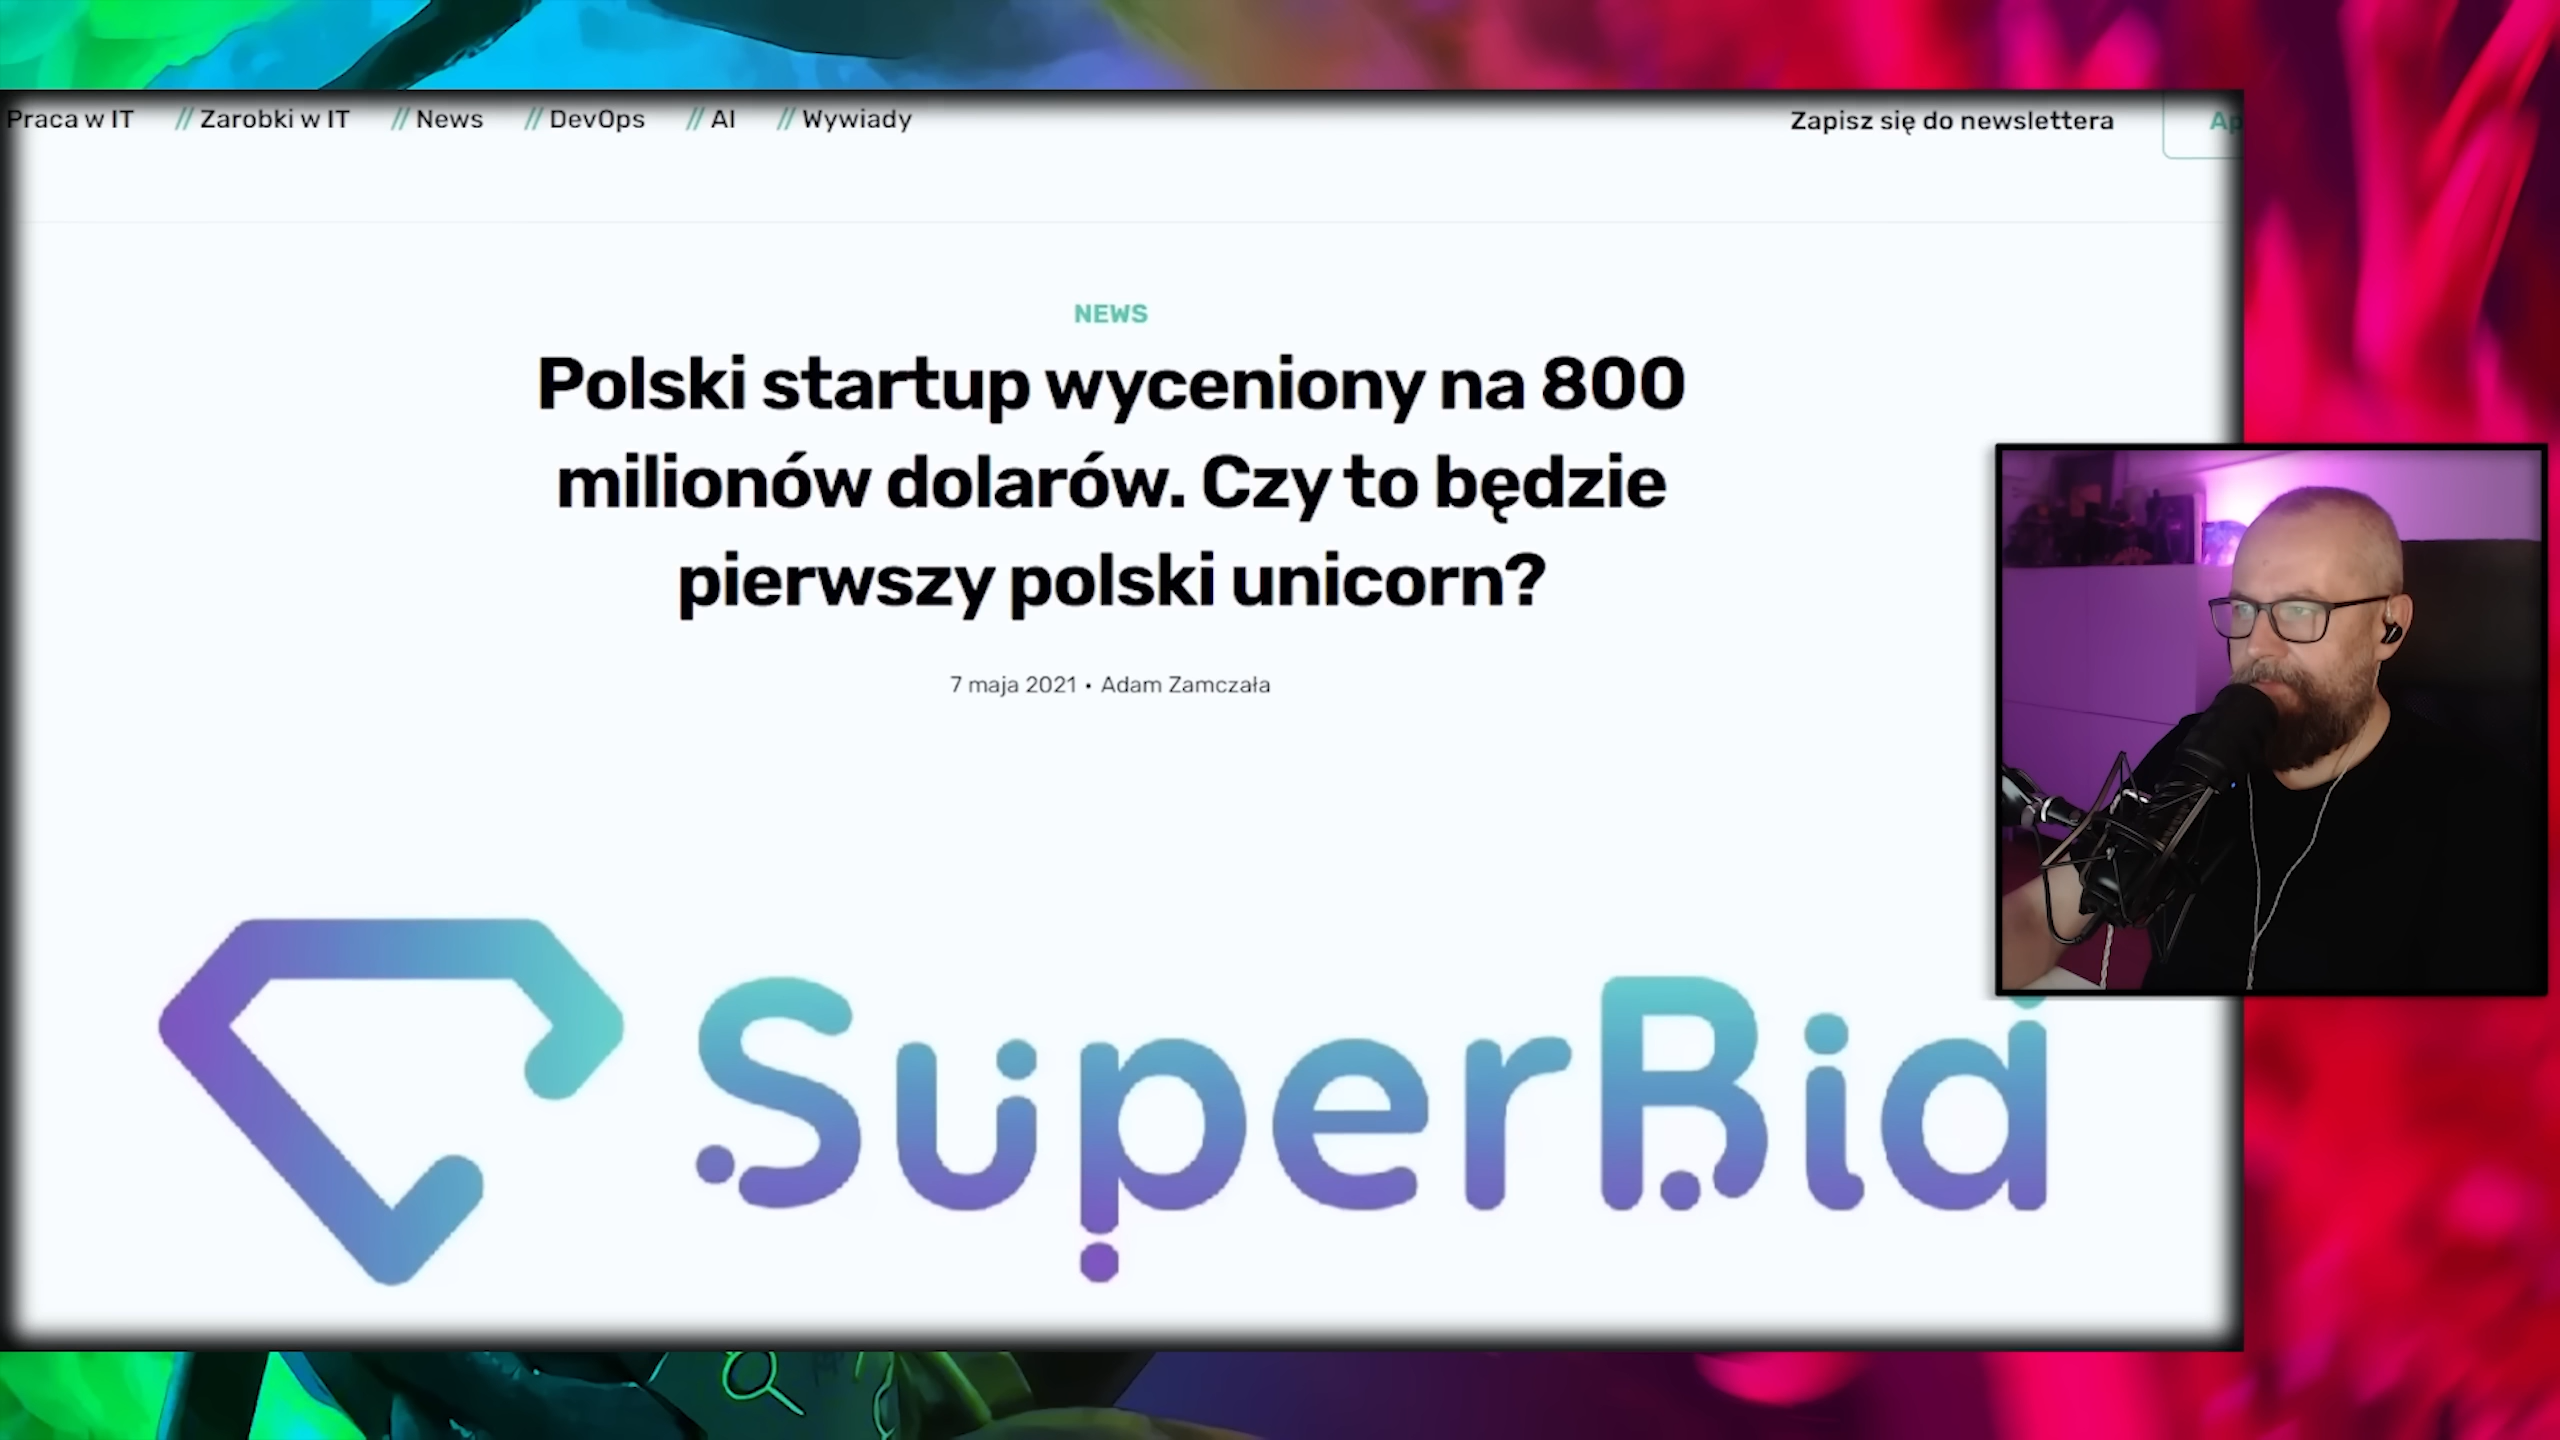 Praca w IT // Zarobki w IT // News // DevOps // AI // Wywiady Zapisz się do newslettera
NEWS
Polski startup wyceniony na 800
milionów dolarów. Czy to będzie
pierwszy polski unicorn?
7 maja 2021 • Adam Zamczała
SuperBid